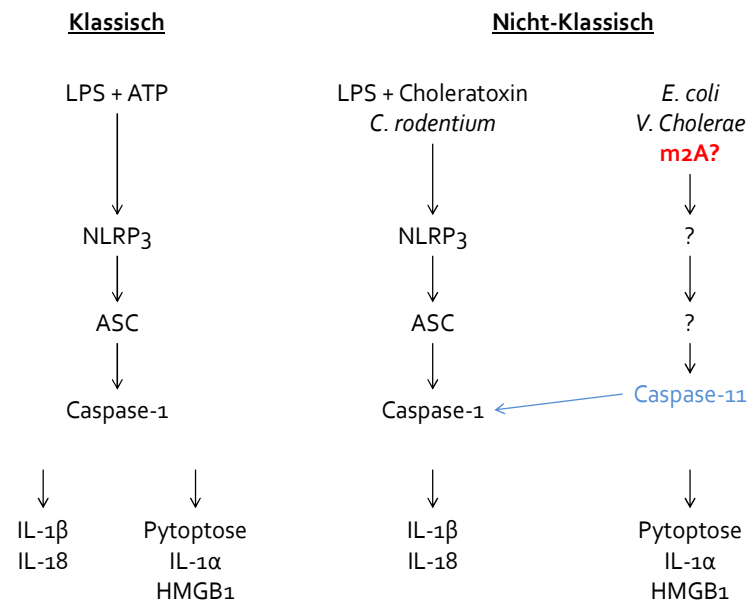 Klassisch
Nicht-Klassisch
LPS + ATP
LPS + Choleratoxin
C. rodentium
E. coli
V. Cholerae
m2A?
NLRP3
NLRP3
?
ASC
ASC
?
Caspase-1
Caspase-1
Caspase-11
IL-1β
IL-18
Pytoptose
IL-1α
HMGB1
IL-1β
IL-18
Pytoptose
IL-1α
HMGB1